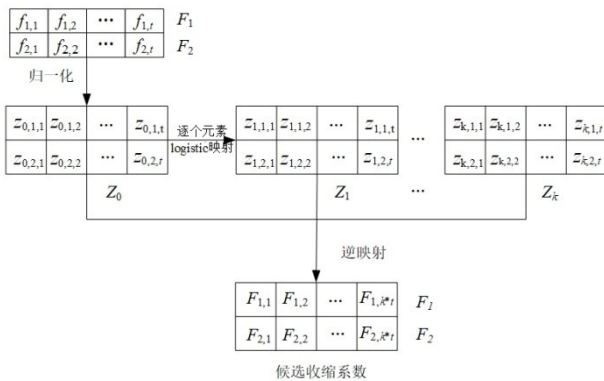 f1,1 f1,2 ... f1,t F1
f2,1 f2,2 ... f2,t F2
归一化
z0,1,1 z0,1,2 ... z0,1,t 逐个元素 z1,1,1 z1,1,2 ... z1,1,t ... zk,1,1 zk,1,2 ... zk,1,t
z0,2,1 z0,2,2 ... z0,2,t logistic映射 z1,2,1 z1,2,2 ... z1,2,t zk,2,1 zk,2,2 ... zk,2,t
Z0 Z1 ... Zk
逆映射
F1,1 F1,2 ... F1,k*t F1
F2,1 F2,2 ... F2,k*t F2
候选收缩系数